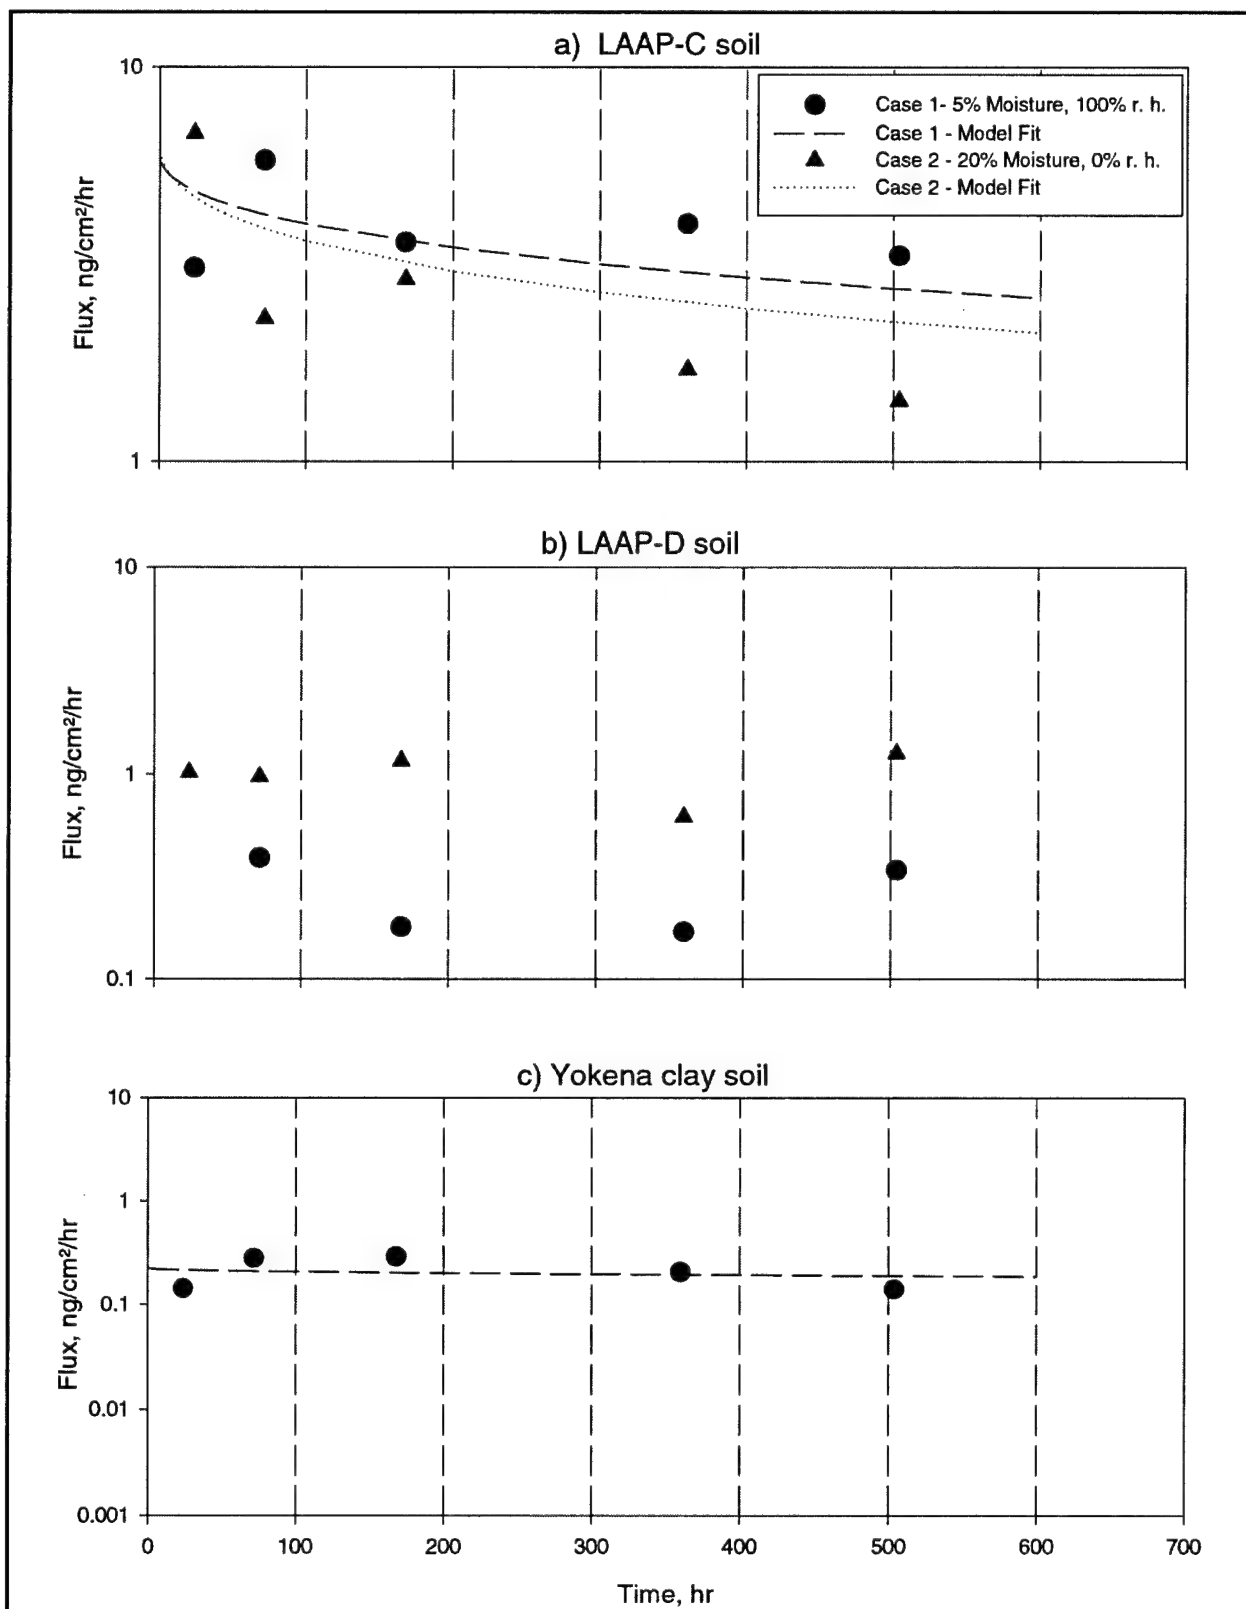 a) LAAP-C soil
10
Case 1- 5% Moisture, 100% r. h.
Case 1 - Model Fit
Case 2 - 20% Moisture, 0% r. h.
Case 2 - Model Fit
Flux, ng/cm²/hr
1
b) LAAP-D soil
10
Flux, ng/cm²/hr
1
0.1
c) Yokena clay soil
10
1
Flux, ng/cm²/hr
0.1
0.01
0.001
0 100 200 300 400 500 600 700
Time, hr